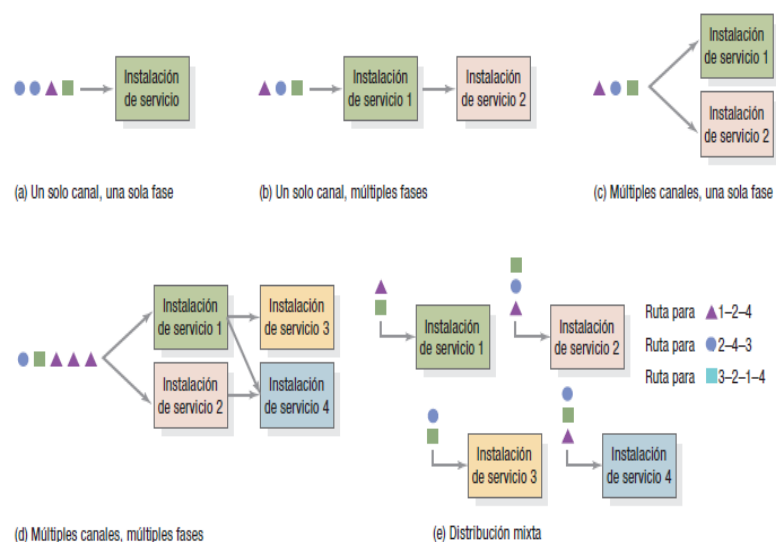 Instalación
de servicio
(a) Un solo canal, una sola fase
Instalación
de servicio 1
Instalación
de servicio 2
(b) Un solo canal, múltiples fases
Instalación
de servicio 1
Instalación
de servicio 2
(c) Múltiples canales, una sola fase
Instalación
de servicio 1
Instalación
de servicio 3
Instalación
de servicio 2
Instalación
de servicio 4
(d) Múltiples canales, múltiples fases
Instalación
de servicio 1
Instalación
de servicio 2
Ruta para 1–2–4
Ruta para 2–4–3
Ruta para 3–2–1–4
Instalación
de servicio 3
Instalación
de servicio 4
(e) Distribución mixta